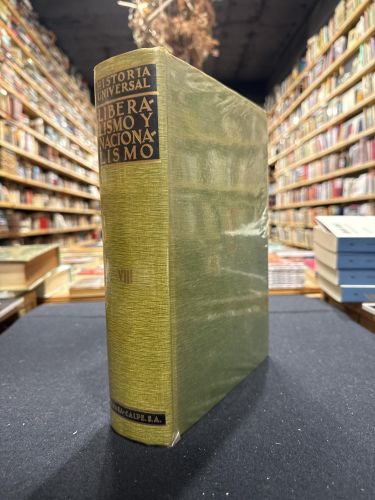 HISTORIA
UNIVERSAL
LIBERA-
LISMO Y
NACIONA-
LISMO
VIII
CALPE, S.A.